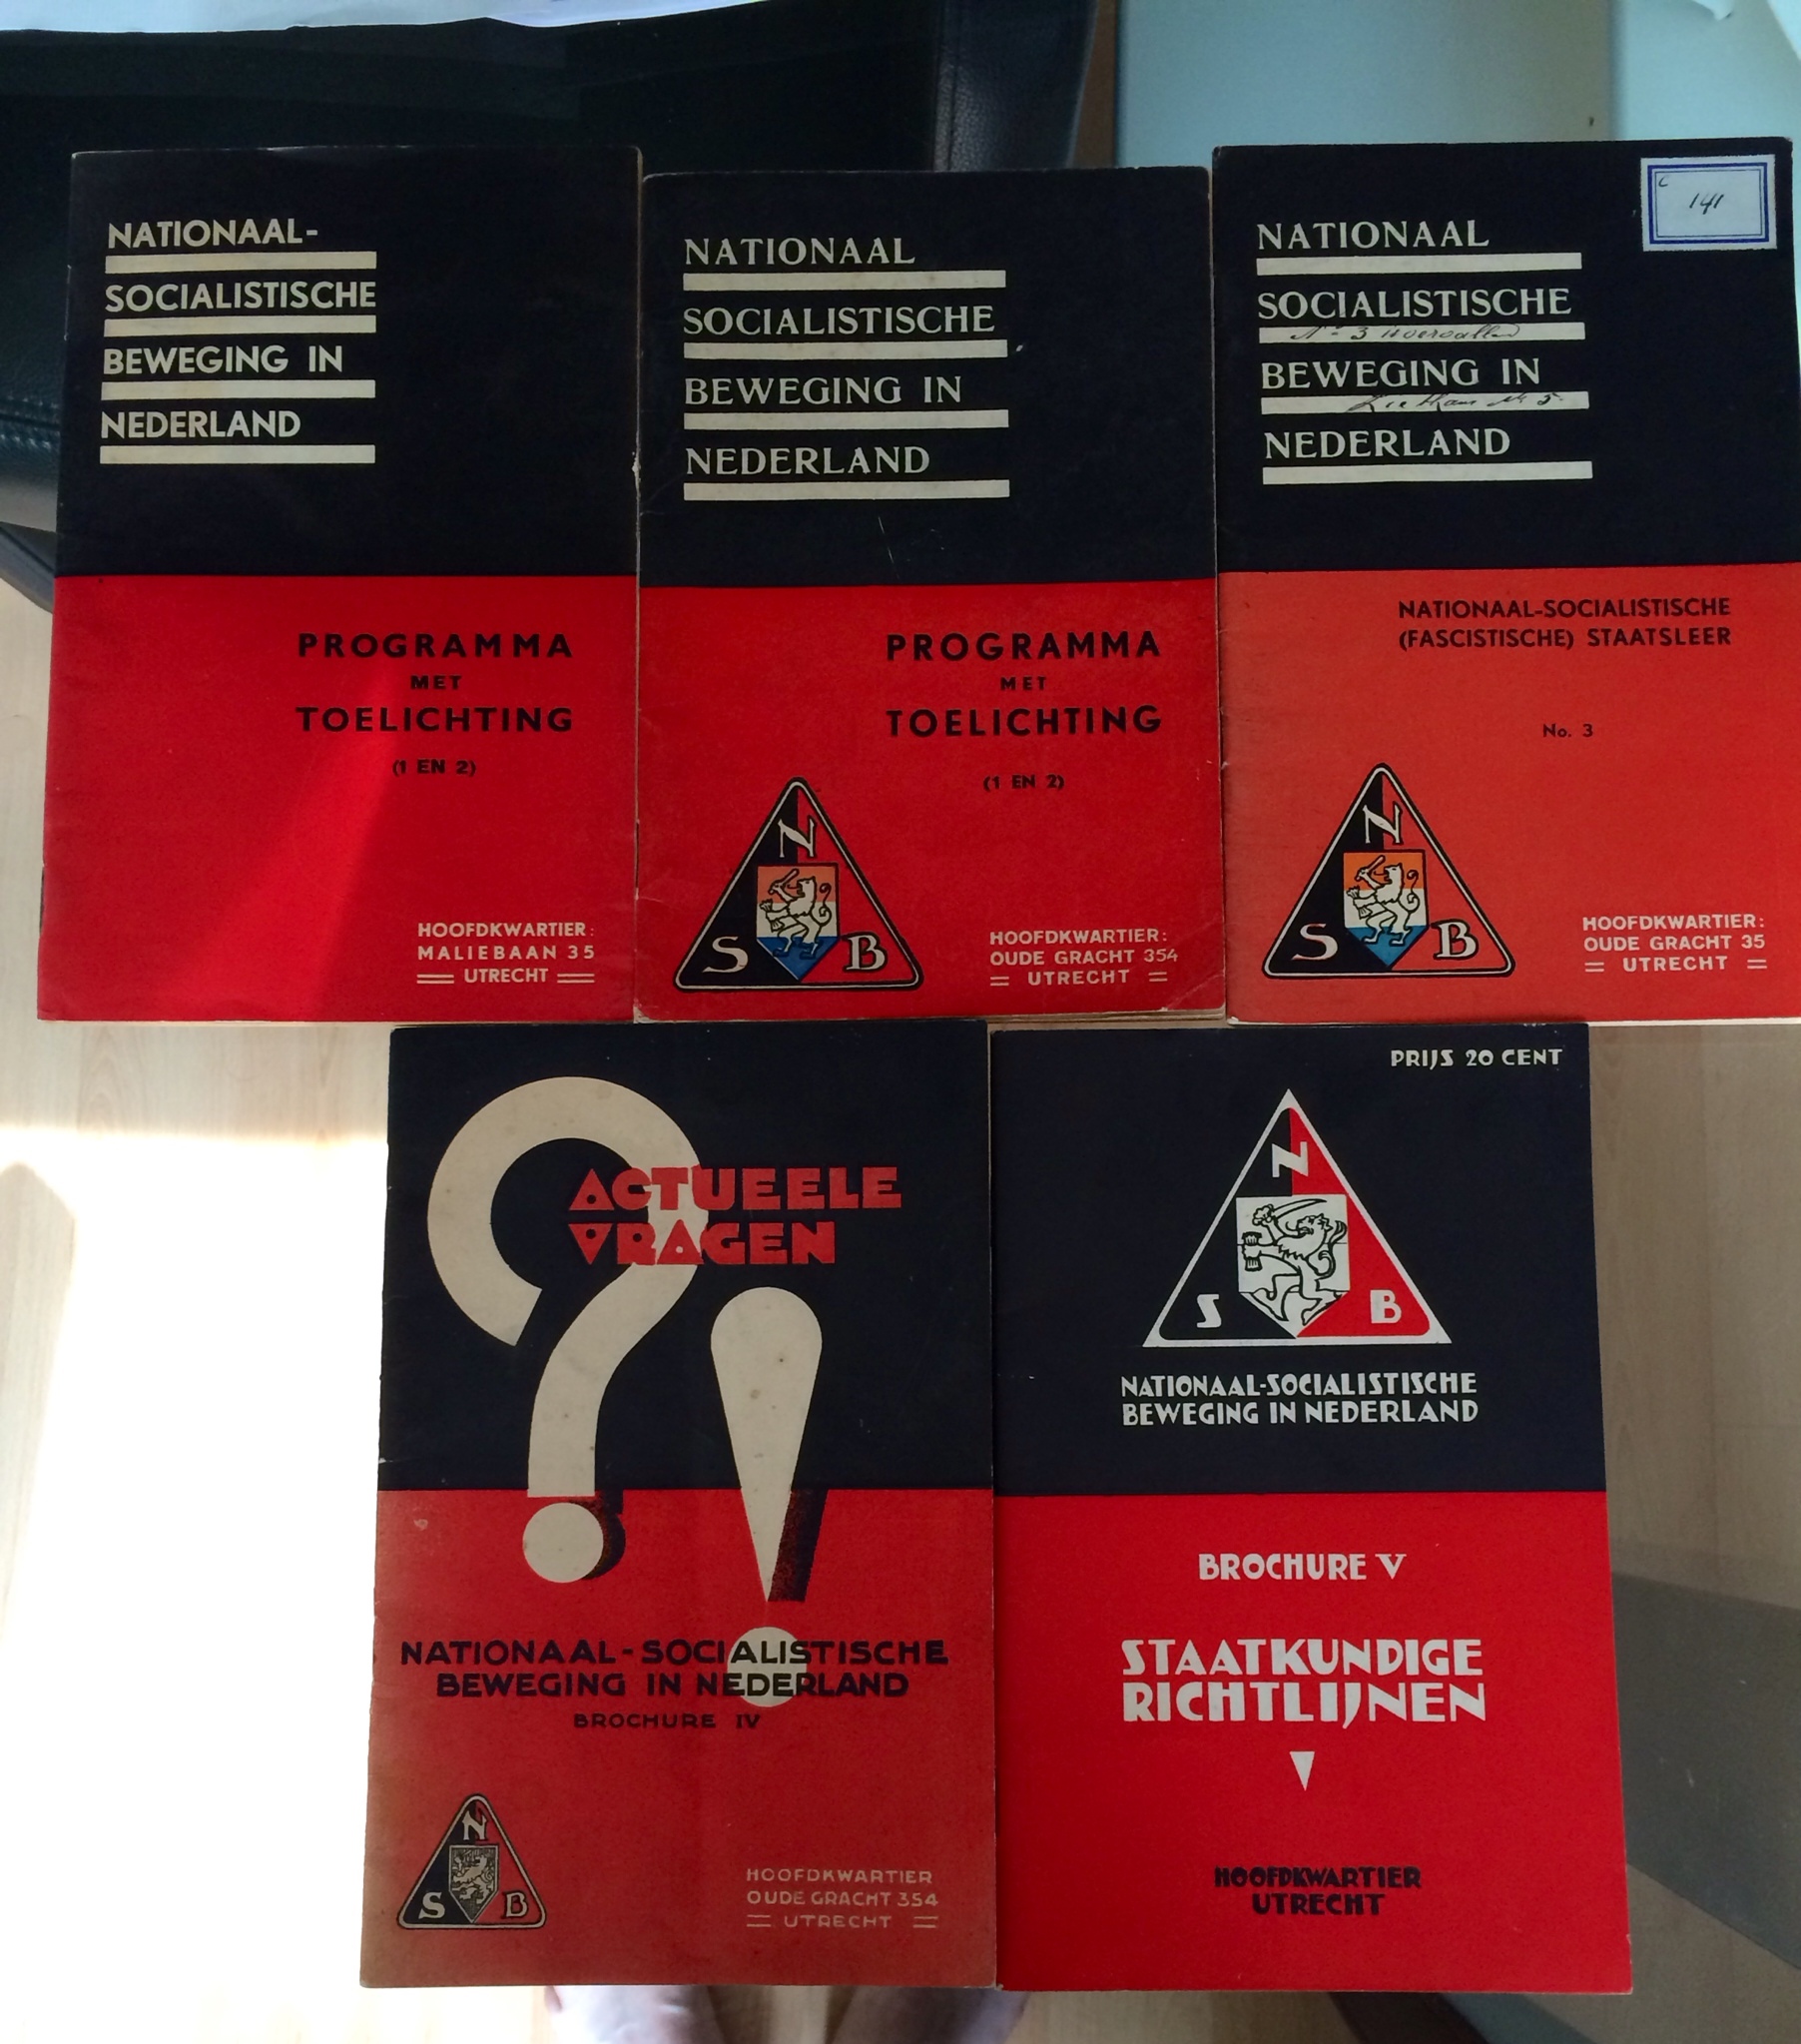 NATIONAAL-
SOCIALISTISCHE
BEWEGING IN
NEDERLAND
PROGRAMMA
MET
TOELICHTING
(1 EN 2)
HOOFDKWARTIER:
MALIEBAAN 35
UTRECHT
NATIONAAL
SOCIALISTISCHE
BEWEGING IN
NEDERLAND
PROGRAMMA
MET
TOELICHTING
(1 EN 2)
N
S B
HOOFDKWARTIER:
OUDE GRACHT 354
UTRECHT
C
141
NATIONAAL
SOCIALISTISCHE
No 3
BEWEGING IN
NEDERLAND
NATIONAAL-SOCIALISTISCHE
(FASCISTISCHE) STAATSLEER
No. 3
N
S B
HOOFDKWARTIER:
OUDE GRACHT 35
UTRECHT
?!
ACTUEELE
VRAGEN
NATIONAAL-SOCIALISTISCHE
BEWEGING IN NEDERLAND
BROCHURE IV
N
S B
HOOFDKWARTIER
OUDE GRACHT 354
UTRECHT
PRIJS 20 CENT
N
S B
NATIONAAL-SOCIALISTISCHE
BEWEGING IN NEDERLAND
BROCHURE V
STAATKUNDIGE
RICHTLIJNEN
HOOFDKWARTIER
UTRECHT